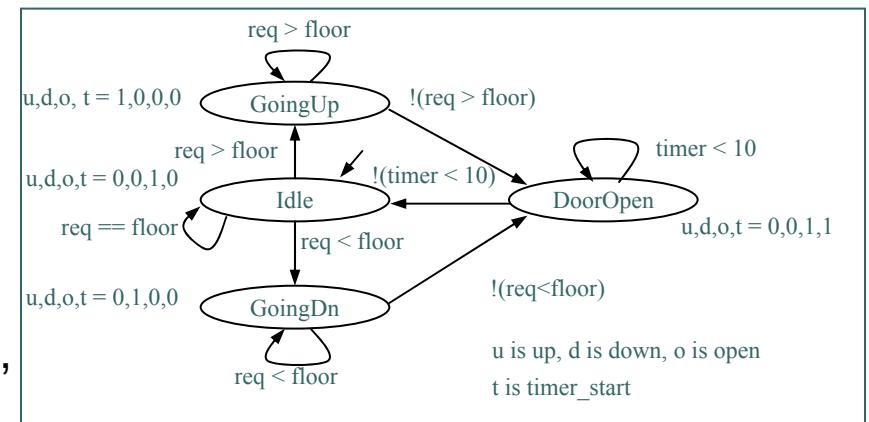 req > floor
u,d,o, t = 1,0,0,0
GoingUp
!(req > floor)
req > floor
timer < 10
u,d,o,t = 0,0,1,0
!(timer < 10)
Idle
DoorOpen
req == floor
u,d,o,t = 0,0,1,1
req < floor
u,d,o,t = 0,1,0,0
!(req<floor)
GoingDn
u is up, d is down, o is open
,
req < floor
t is timer_start